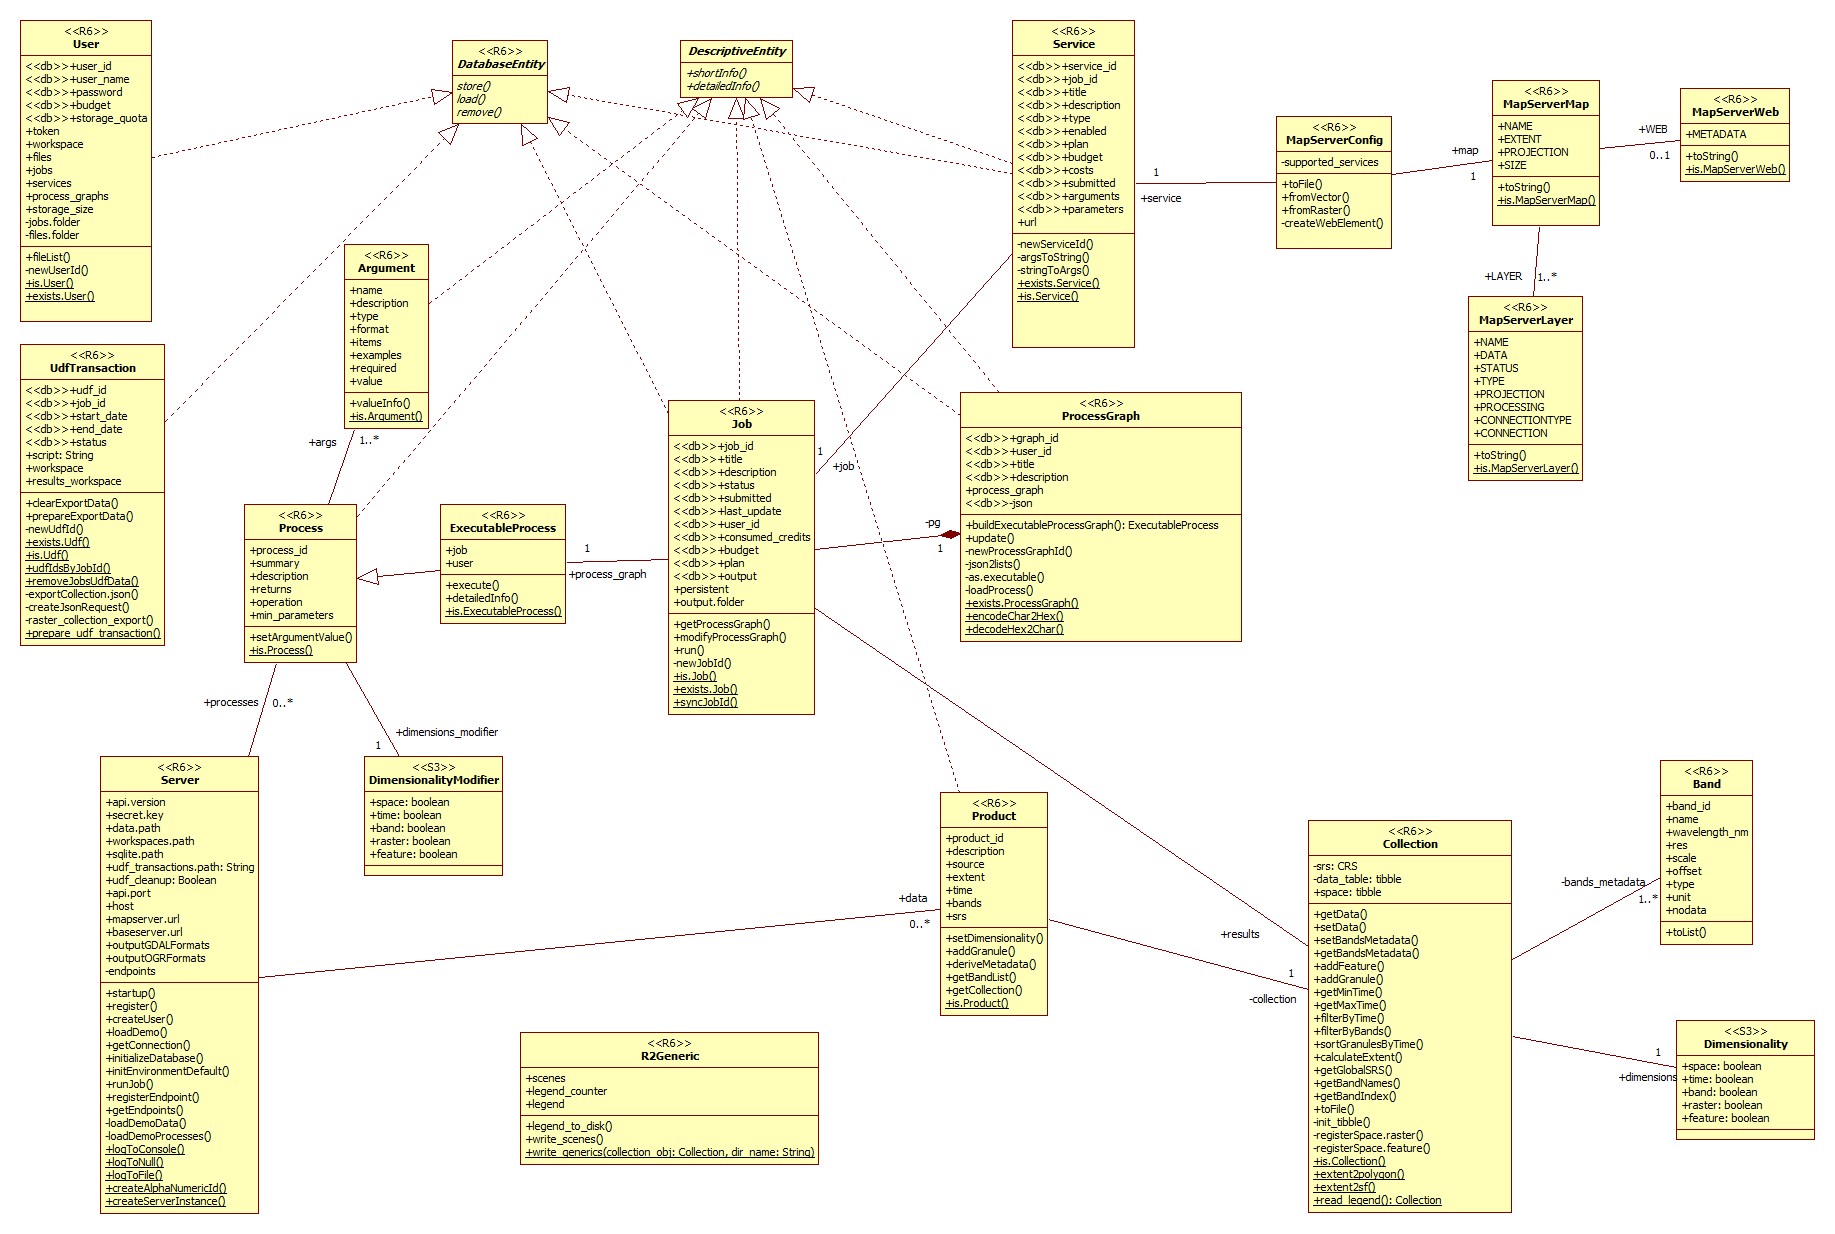 <<R6>>
User
<<db>>+user_id
<<db>>+user_name
<<db>>+password
<<db>>+budget
<<db>>+storage_quota
+token
+workspace
+files
+jobs
+services
+process_graphs
+storage_size
-jobs.folder
-files.folder
+fileList()
-newUserId()
+is.User()
+exists.User()
<<R6>>
DatabaseEntity
store()
load()
remove()
DescriptiveEntity
+shortInfo()
+detailedInfo()
<<R6>>
Service
<<db>>+service_id
<<db>>+job_id
<<db>>+title
<<db>>+description
<<db>>+type
<<db>>+enabled
<<db>>+plan
<<db>>+budget
<<db>>+costs
<<db>>+submitted
<<db>>+arguments
<<db>>+parameters
+url
-newServiceId()
-argsToString()
-stringToArgs()
+exists.Service()
+is.Service()
1
+service
<<R6>>
MapServerConfig
-supported_services
+toFile()
+fromVector()
+fromRaster()
-createWebElement()
+map
1
<<R6>>
MapServerMap
+NAME
+EXTENT
+PROJECTION
+SIZE
+toString()
+is.MapServerMap()
+WEB
0..1
<<R6>>
MapServerWeb
+METADATA
+toString()
+is.MapServerWeb()
+LAYER
1..*
<<R6>>
MapServerLayer
+NAME
+DATA
+STATUS
+TYPE
+PROJECTION
+PROCESSING
+CONNECTIONTYPE
+CONNECTION
+toString()
+is.MapServerLayer()
<<R6>>
Argument
+name
+description
+type
+format
+items
+examples
+required
+value
+valueInfo()
+is.Argument()
+args
1..*
<<R6>>
UdfTransaction
<<db>>+udf_id
<<db>>+job_id
<<db>>+start_date
<<db>>+end_date
<<db>>+status
+script: String
+workspace
+results_workspace
+clearExportData()
+prepareExportData()
-newUdfId()
+exists.Udf()
+is.Udf()
+udfIdsByJobId()
+removeJobsUdfData()
-exportCollection.json()
-createJsonRequest()
-raster_collection_export()
+prepare_udf_transaction()
<<R6>>
Process
+process_id
+summary
+description
+returns
+operation
+min_parameters
+setArgumentValue()
+is.Process()
<<R6>>
ExecutableProcess
+job
+user
+execute()
+detailedInfo()
+is.ExecutableProcess()
1
+process_graph
<<R6>>
Job
<<db>>+job_id
<<db>>+title
<<db>>+description
<<db>>+status
<<db>>+submitted
<<db>>+last_update
<<db>>+user_id
<<db>>+consumed_credits
<<db>>+budget
<<db>>+plan
<<db>>+output
+persistent
+output.folder
+getProcessGraph()
+modifyProcessGraph()
+run()
-newJobId()
+is.Job()
+exists.Job()
+syncJobId()
1
+job
-pg
1
<<R6>>
ProcessGraph
<<db>>+graph_id
<<db>>+user_id
<<db>>+title
<<db>>+description
+process_graph
<<db>>-json
+buildExecutableProcessGraph(): ExecutableProcess
+update()
-newProcessGraphId()
-json2lists()
-as.executable()
-loadProcess()
+exists.ProcessGraph()
+encodeChar2Hex()
+decodeHex2Char()
+processes
0..*
+dimensions_modifier
1
<<R6>>
Server
+api.version
+secret.key
+data.path
+workspaces.path
+sqlite.path
+udf_transactions.path: String
+udf_cleanup: Boolean
+api.port
+host
+mapserver.url
+baseserver.url
+outputGDALFormats
+outputOGRFormats
-endpoints
+startup()
+register()
+createUser()
+loadDemo()
+getConnection()
+initializeDatabase()
+initEnvironmentDefault()
+runJob()
+registerEndpoint()
+getEndpoints()
-loadDemoData()
-loadDemoProcesses()
+logToConsole()
+logToNull()
+logToFile()
+createAlphaNumericId()
+createServerInstance()
<<S3>>
DimensionalityModifier
+space: boolean
+time: boolean
+band: boolean
+raster: boolean
+feature: boolean
+data
0..*
<<R6>>
Product
+product_id
+description
+source
+extent
+time
+bands
+srs
+setDimensionality()
+addGranule()
+deriveMetadata()
+getBandList()
+getCollection()
+is.Product()
+results
1
-collection
<<R6>>
R2Generic
+scenes
+legend_counter
+legend
+legend_to_disk()
+write_scenes()
+write_generics(collection_obj: Collection, dir_name: String)
<<R6>>
Collection
-srs: CRS
-data_table: tibble
+space: tibble
+getData()
+setData()
+setBandsMetadata()
+getBandsMetadata()
+addFeature()
+addGranule()
+getMinTime()
+getMaxTime()
+filterByTime()
+filterByBands()
+sortGranulesByTime()
+calculateExtent()
+getGlobalSRS()
+getBandNames()
+getBandIndex()
+toFile()
-init_tibble()
-registerSpace.raster()
-registerSpace.feature()
+is.Collection()
+extent2polygon()
+extent2sf()
+read_legend(): Collection
-bands_metadata
1..*
<<R6>>
Band
+band_id
+name
+wavelength_nm
+res
+scale
+offset
+type
+unit
+nodata
+toList()
1
+dimensions
<<S3>>
Dimensionality
+space: boolean
+time: boolean
+band: boolean
+raster: boolean
+feature: boolean